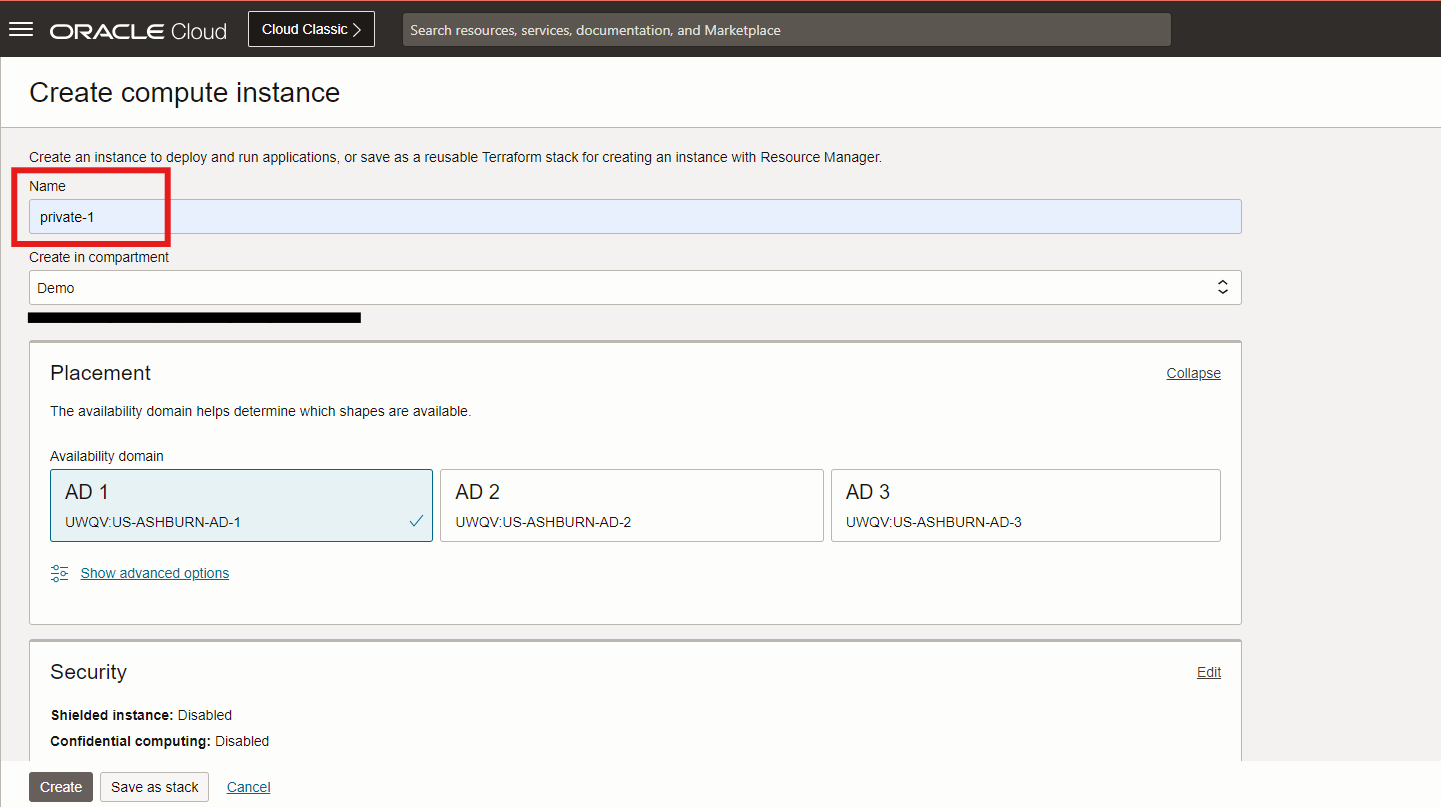 ORACLE Cloud Cloud Classic Search resources, services, documentation, and Marketplace
Create compute instance
Create an instance to deploy and run applications, or save as a reusable Terraform stack for creating an instance with Resource Manager.
Name
private-1
Create in compartment
Demo
Placement Collapse
The availability domain helps determine which shapes are available.
Availability domain
AD 1 AD 2 AD 3
UWQV:US-ASHBURN-AD-1 UWQV:US-ASHBURN-AD-2 UWQV:US-ASHBURN-AD-3
Show advanced options
Security Edit
Shielded instance: Disabled
Confidential computing: Disabled
Create Save as stack Cancel